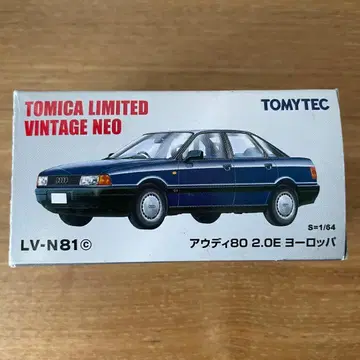 TOMICA LIMITED
VINTAGE NEO
TOMYTEC
S=1/64
LV-N81ⓒ
アウディ80 2.0E ヨーロッパ